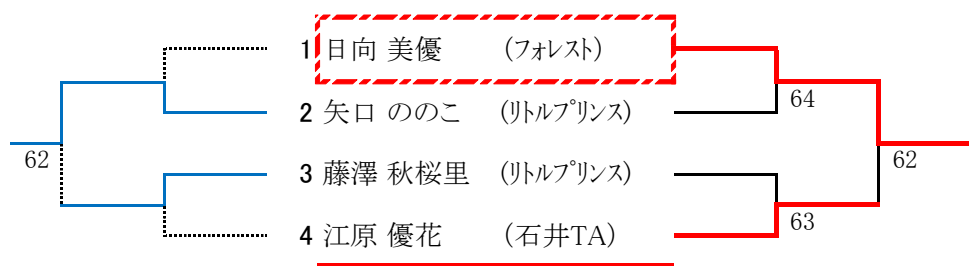 1 日向 美優 (フォレスト)
64
2 矢口 ののこ (リトルプリンス)
62 62
3 藤澤 秋桜里 (リトルプリンス)
63
4 江原 優花 (石井TA)